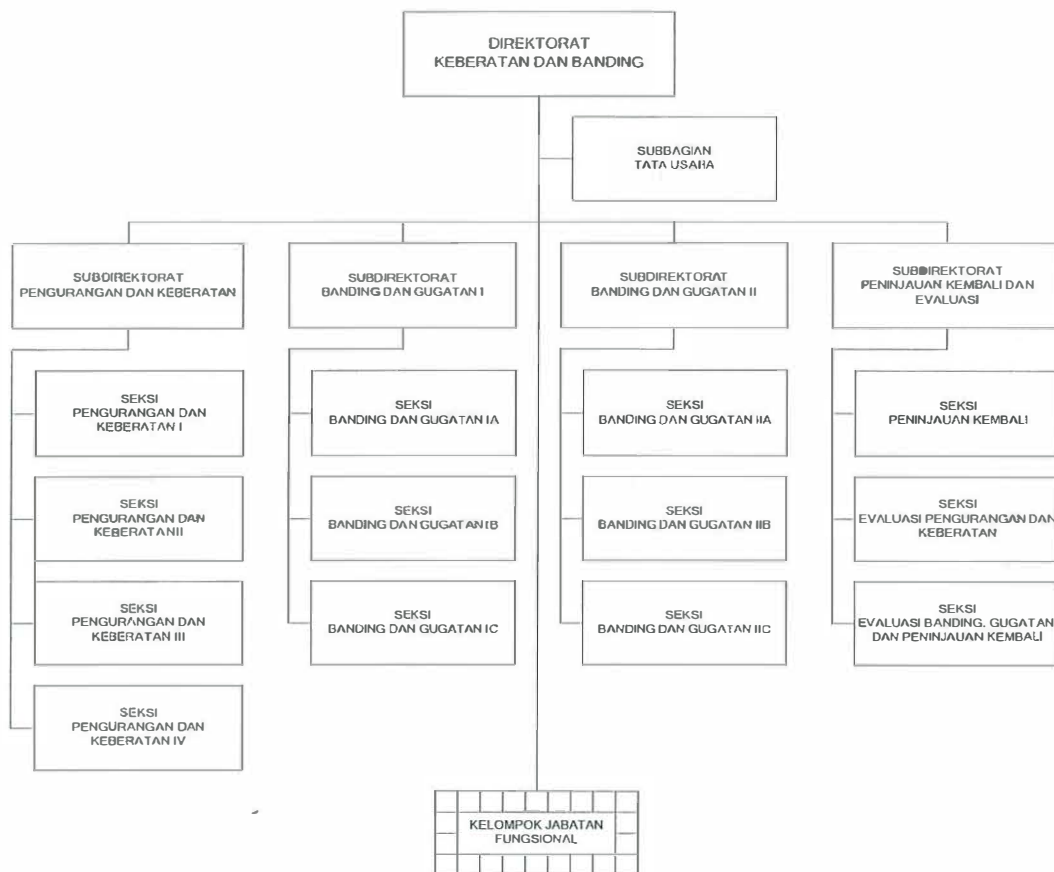 DIREKTORAT
KEBERATAN DAN BANDING
SUBBAGIAN
TATA USAHA
SUBDIREKTORAT
PENGURANGAN DAN KEBERATAN
SUBDIREKTORAT
BANDING DAN GUGATAN I
SUBDIREKTORAT
BANDING DAN GUGATAN II
SUBDIREKTORAT
PENINJAUAN KEMBALI DAN
EVALUASI
SEKSI
PENGURANGAN DAN
KEBERATAN I
SEKSI
BANDING DAN GUGATAN IA
SEKSI
BANDING DAN GUGATAN IIA
SEKSI
PENINJAUAN KEMBALI
SEKSI
PENGURANGAN DAN
KEBERATAN II
SEKSI
BANDING DAN GUGATAN IB
SEKSI
BANDING DAN GUGATAN IIB
SEKSI
EVALUASI PENGURANGAN DAN
KEBERATAN
SEKSI
PENGURANGAN DAN
KEBERATAN III
SEKSI
BANDING DAN GUGATAN IC
SEKSI
BANDING DAN GUGATAN IIC
SEKSI
EVALUASI BANDING, GUGATAN
DAN PENINJAUAN KEMBALI
SEKSI
PENGURANGAN DAN
KEBERATAN IV
KELOMPOK JABATAN
FUNGSIONAL